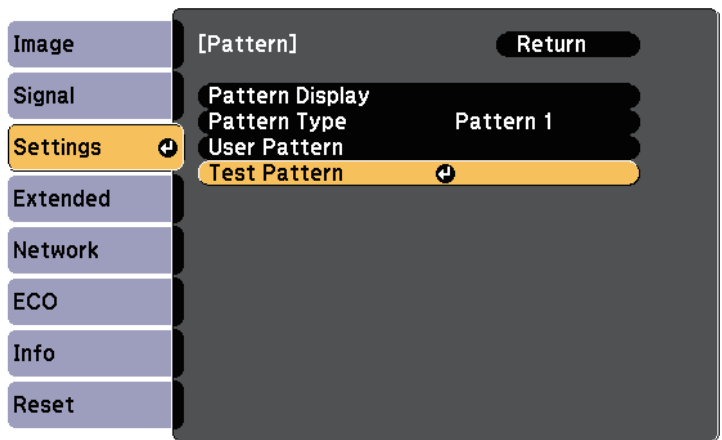 Image
Signal
Settings
Extended
Network
ECO
Info
Reset
[Pattern] Return
Pattern Display
Pattern Type Pattern 1
User Pattern
Test Pattern